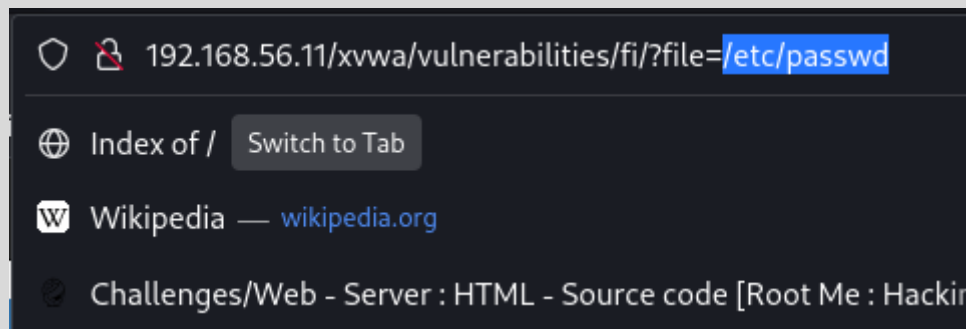 192.168.56.11/xvwa/vulnerabilities/fi/?file=/etc/passwd
Index of / Switch to Tab
W Wikipedia — wikipedia.org
Challenges/Web - Server : HTML - Source code [Root Me : Hackin